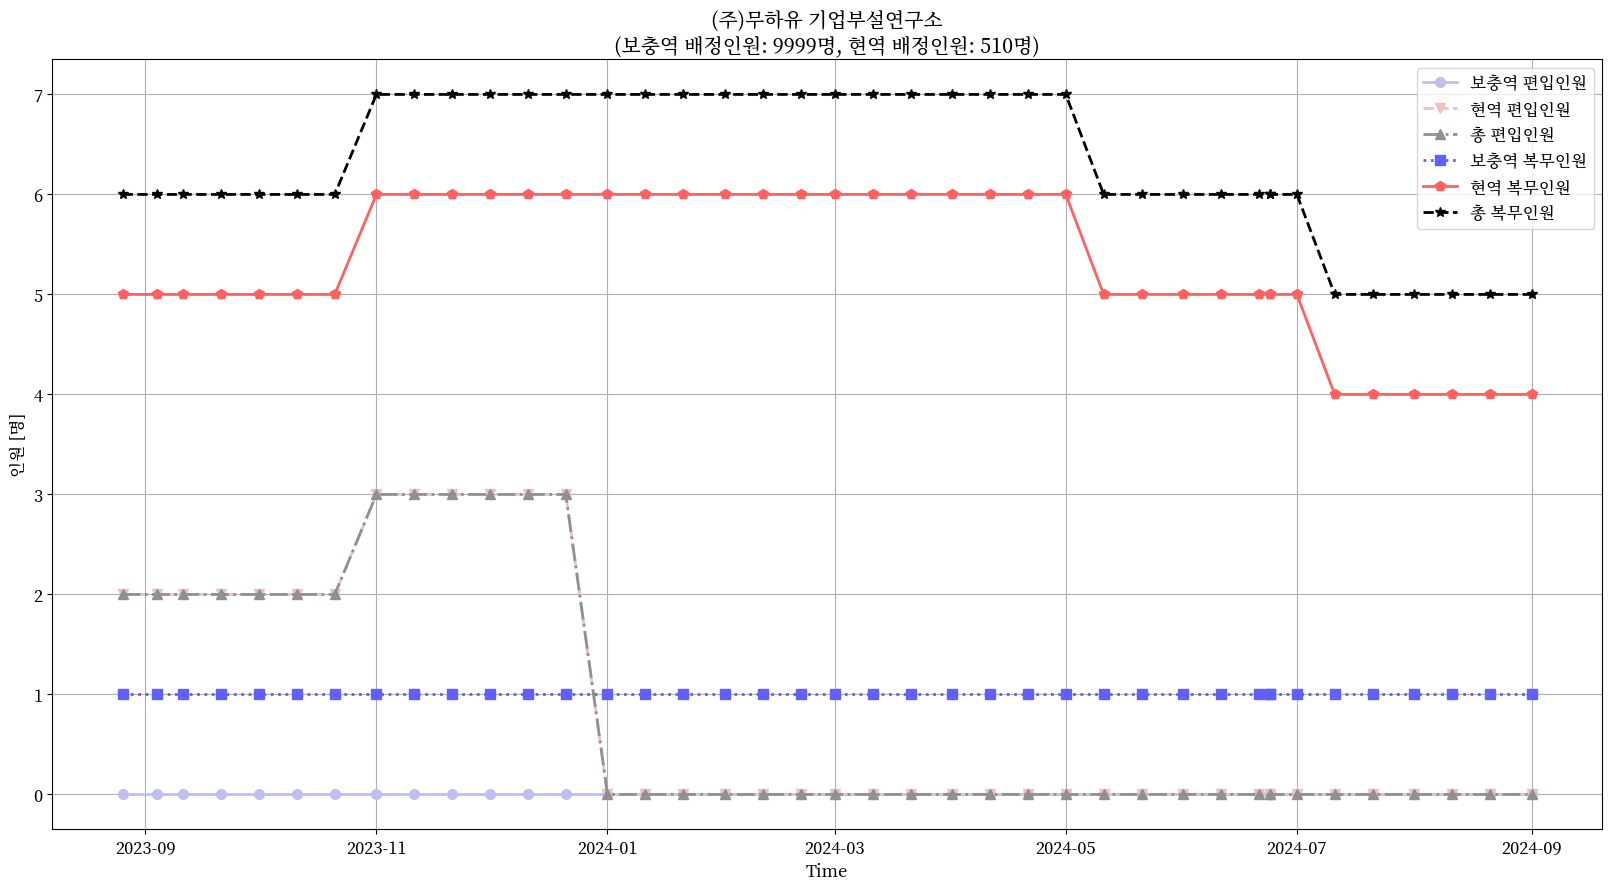 (주)무하유 기업부설연구소
(보충역 배정인원: 9999명, 현역 배정인원: 510명)
보충역 편입인원
현역 편입인원
총 편입인원
보충역 복무인원
현역 복무인원
총 복무인원
인원 [명]
7
6
5
4
3
2
1
0
2023-09
2023-11
2024-01
2024-03
2024-05
2024-07
2024-09
Time